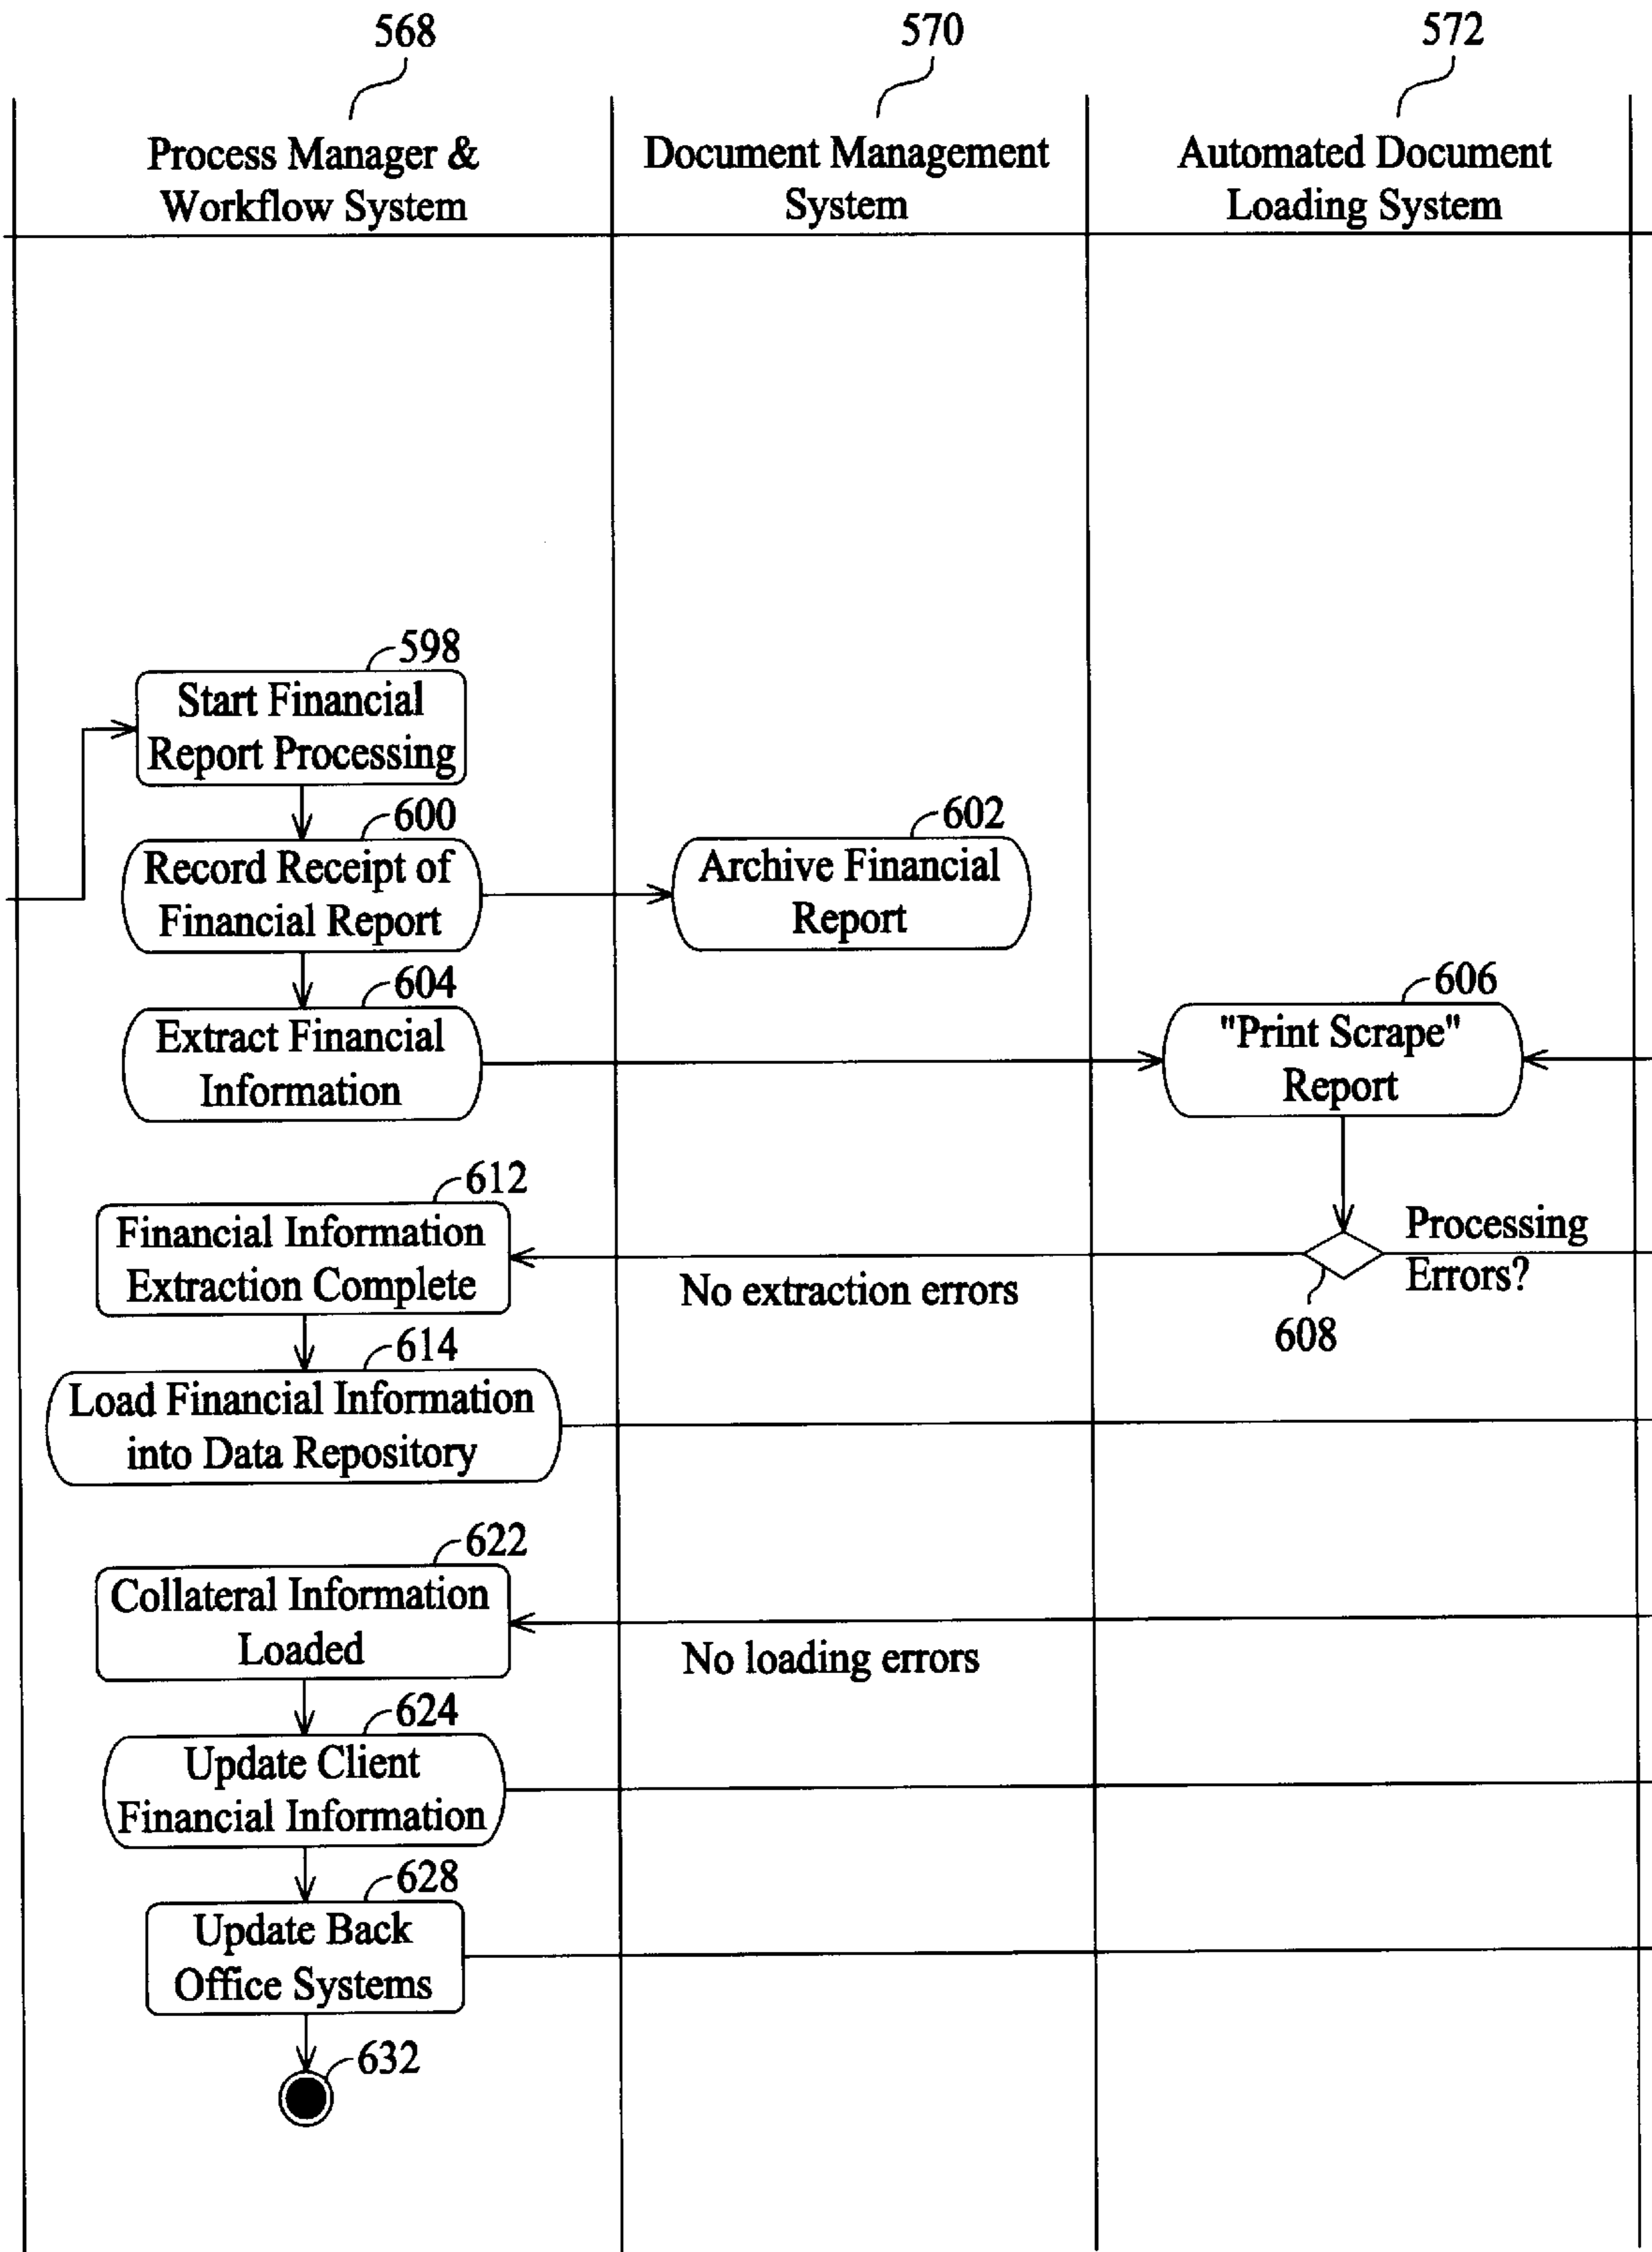 568
570
572
Process Manager &
Workflow System
Document Management
System
Automated Document
Loading System
598
Start Financial
Report Processing
600
Record Receipt of
Financial Report
602
Archive Financial
Report
604
Extract Financial
Information
606
"Print Scrape"
Report
612
Financial Information
Extraction Complete
No extraction errors
Processing
Errors?
608
614
Load Financial Information
into Data Repository
622
Collateral Information
Loaded
No loading errors
624
Update Client
Financial Information
628
Update Back
Office Systems
632